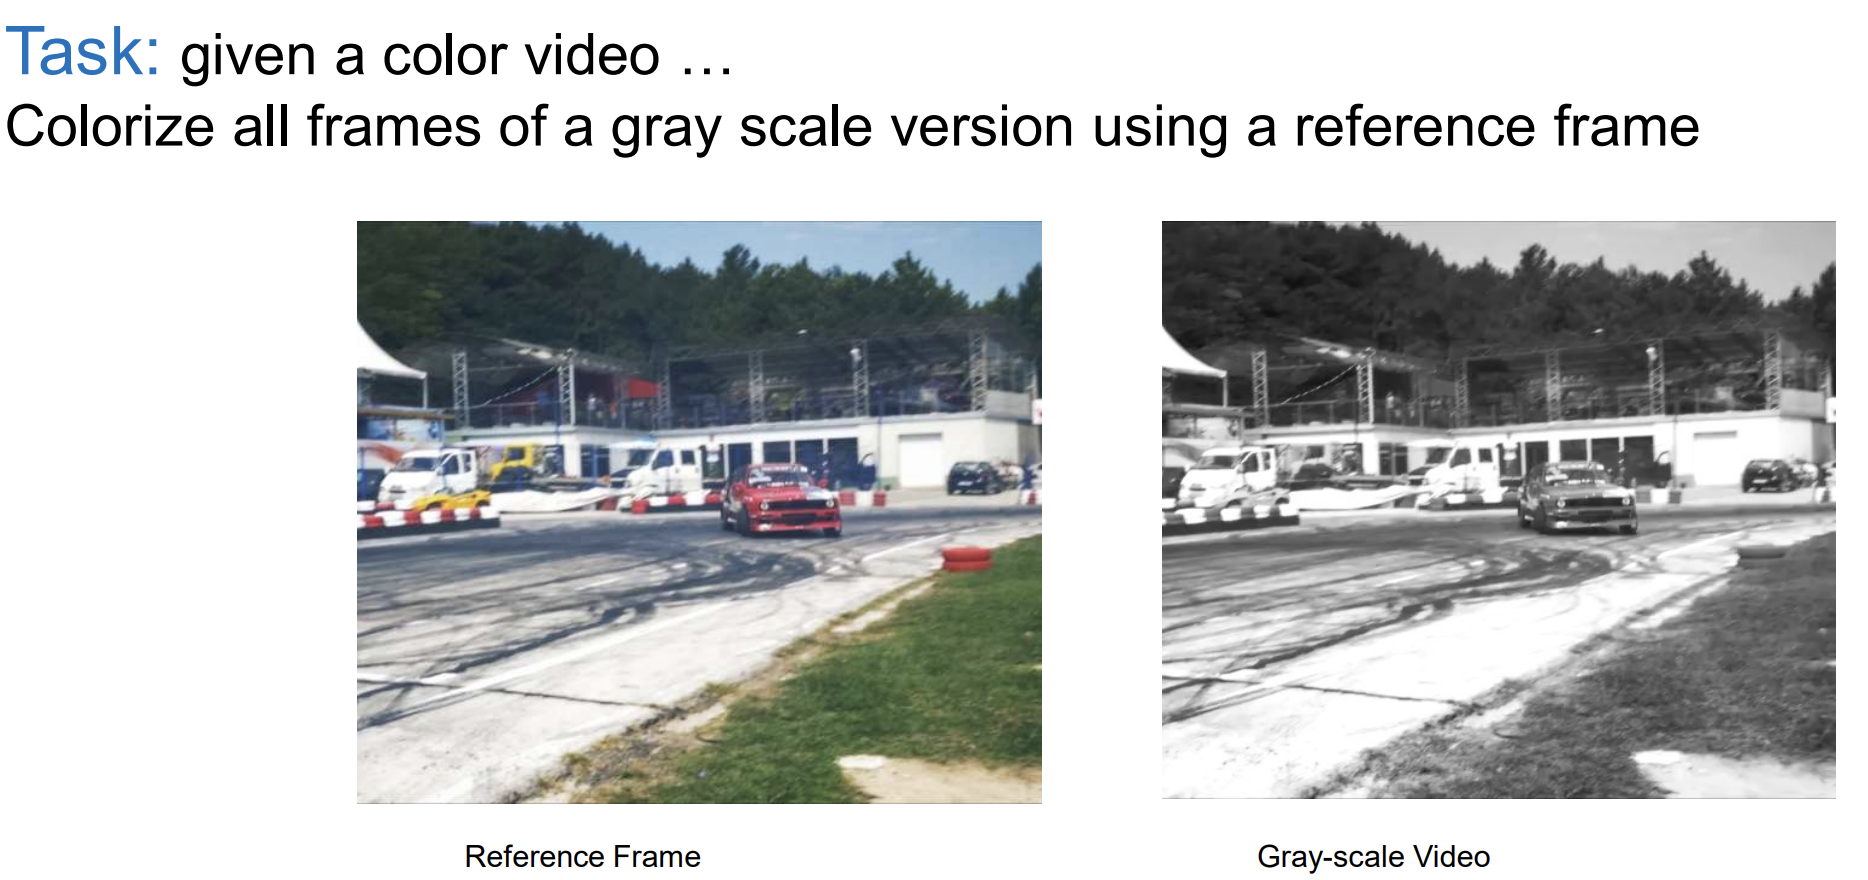 Task: given a color video …
Colorize all frames of a gray scale version using a reference frame
Reference Frame
Gray-scale Video